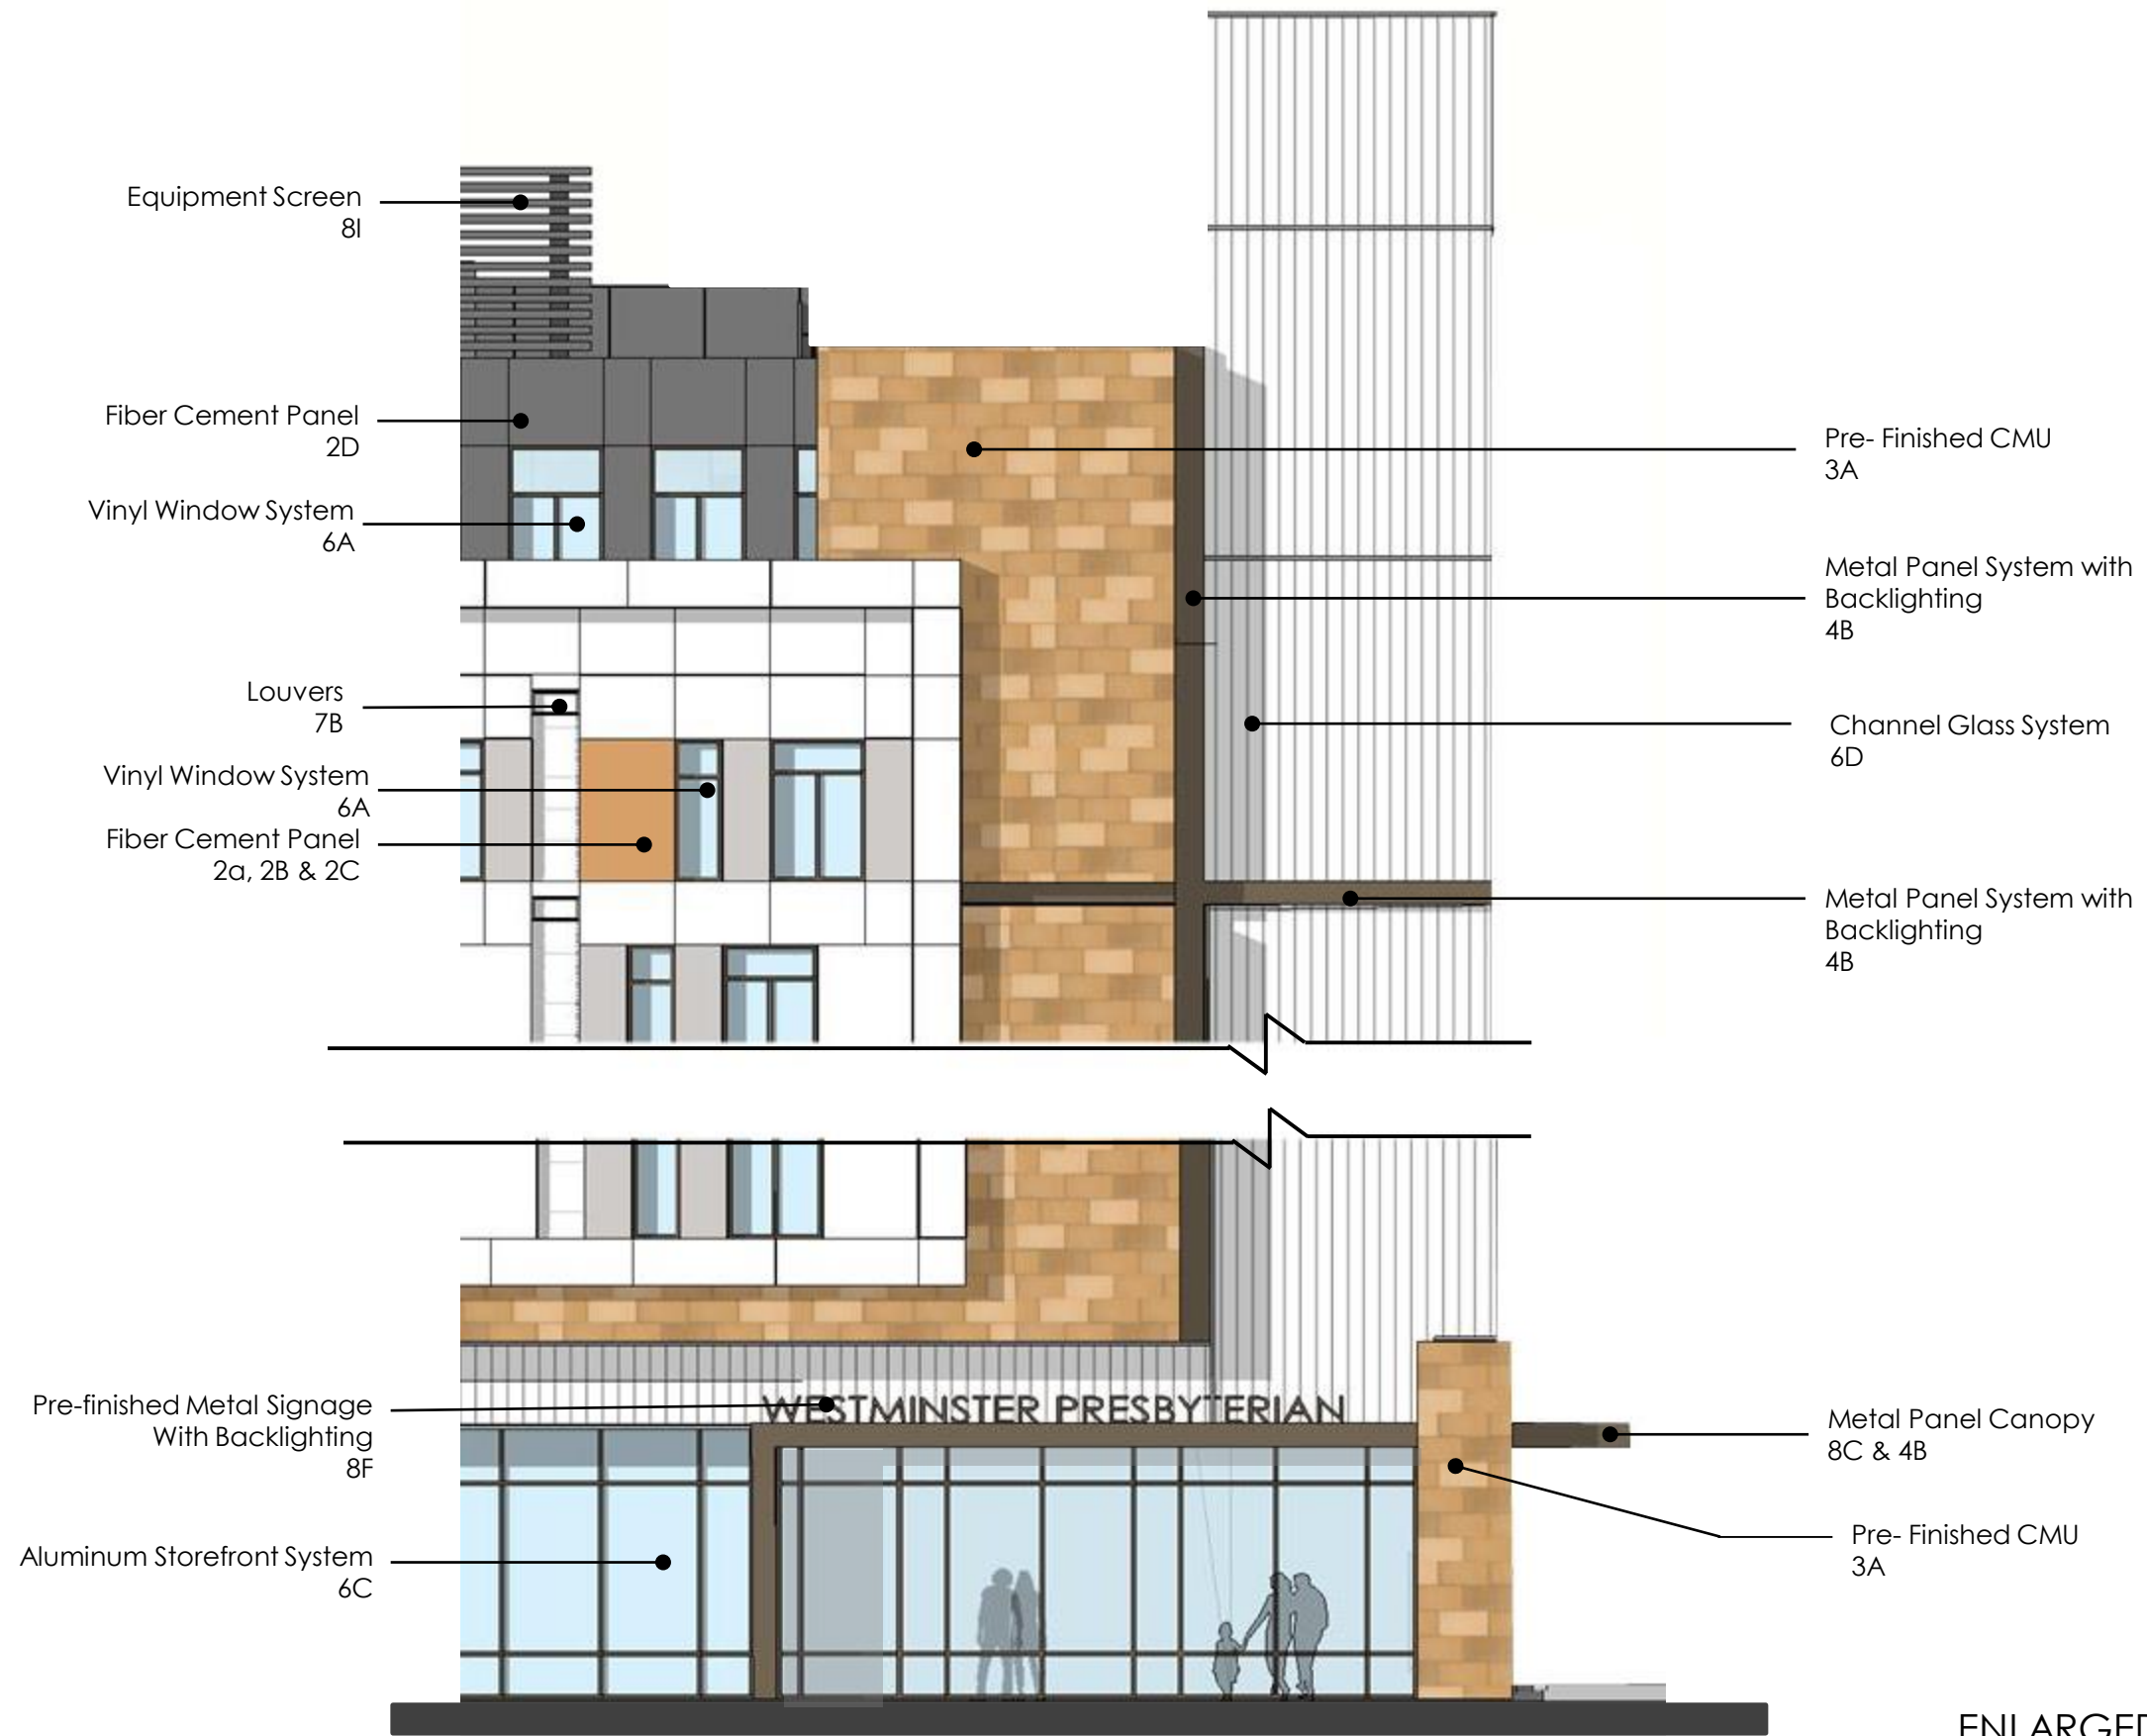 Equipment Screen
8I
Fiber Cement Panel
2D
Vinyl Window System
6A
Louvers
7B
Vinyl Window System
6A
Fiber Cement Panel
2a, 2B & 2C
Pre- Finished CMU
3A
Metal Panel System with
Backlighting
4B
Channel Glass System
6D
Metal Panel System with
Backlighting
4B
Pre-finished Metal Signage
With Backlighting
8F
Aluminum Storefront System
6C
WESTMINSTER PRESBYTERIAN
Metal Panel Canopy
8C & 4B
Pre- Finished CMU
3A